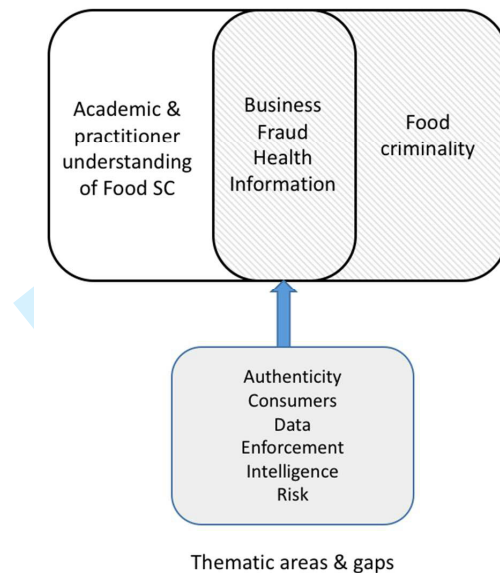 Academic &
practitioner
understanding
of Food SC
Business
Fraud
Health
Information
Food
criminality
Authenticity
Consumers
Data
Enforcement
Intelligence
Risk
Thematic areas & gaps